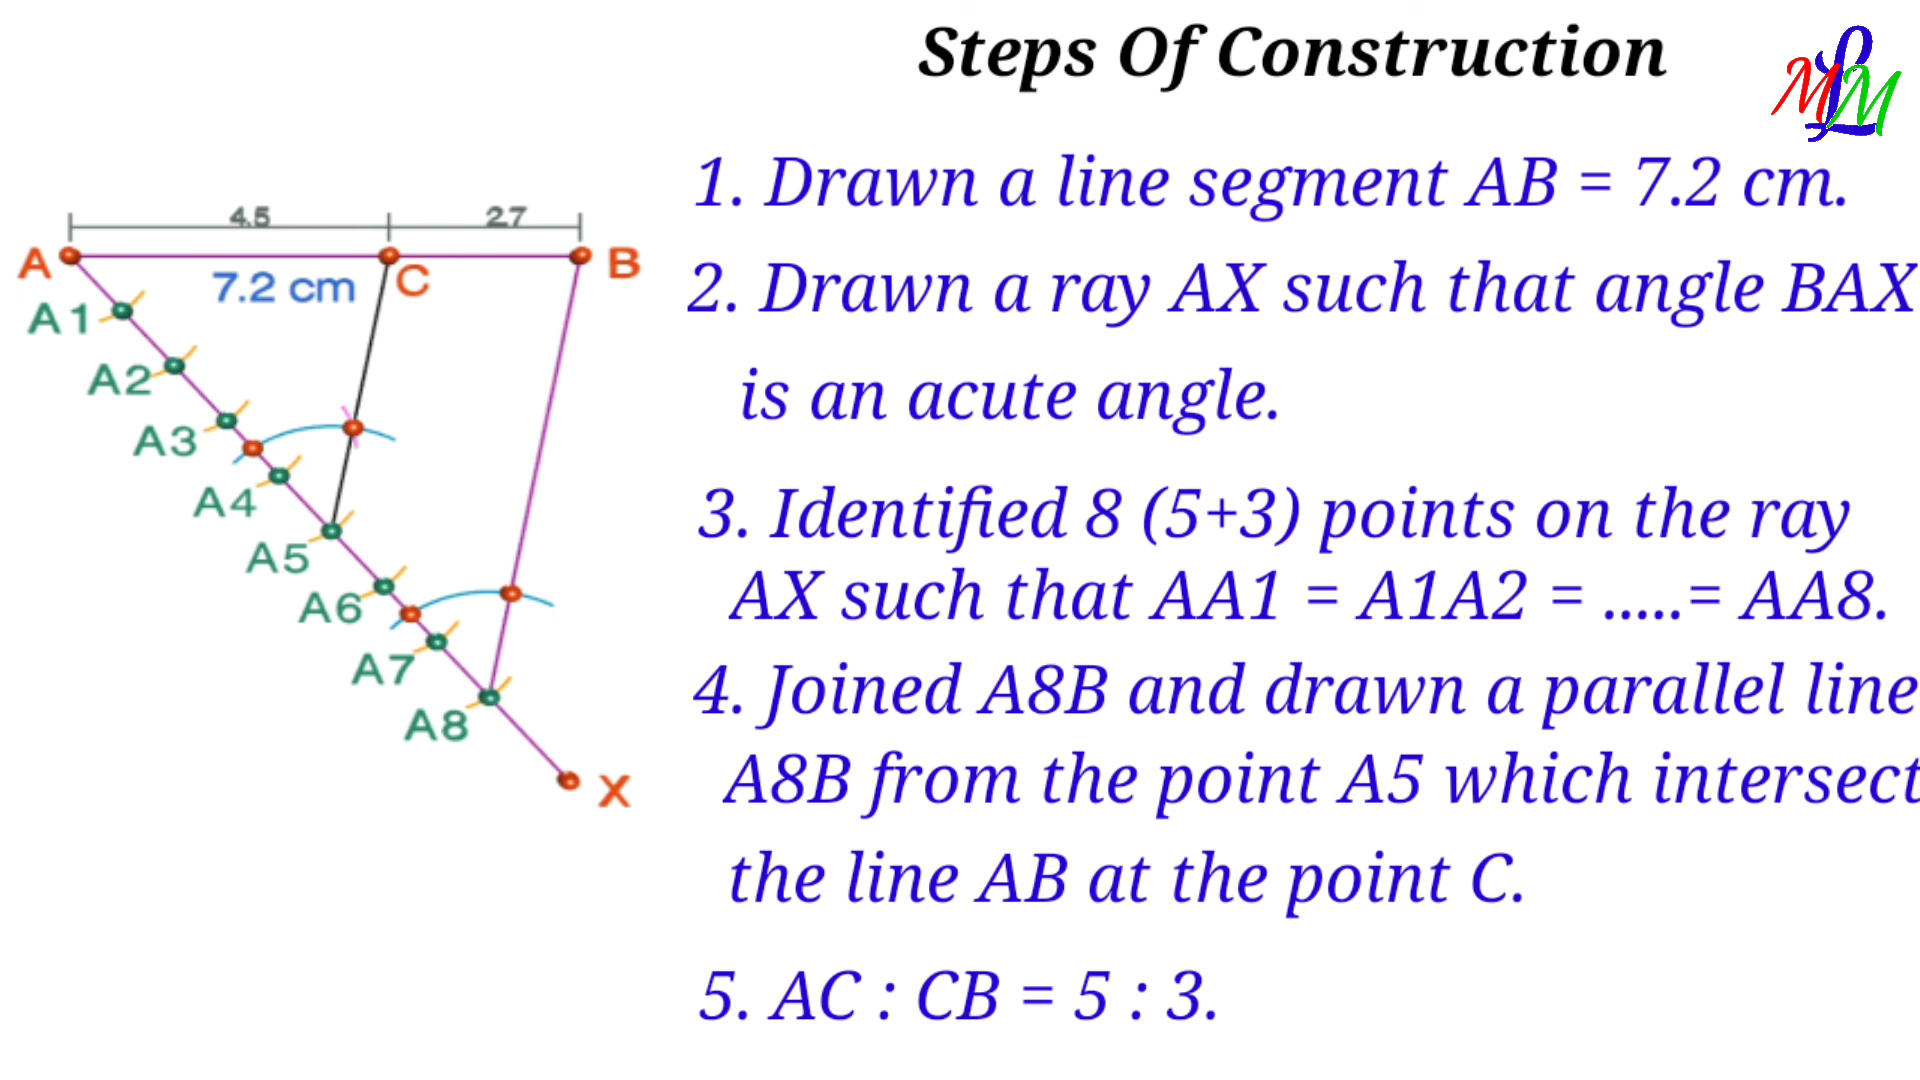 Steps Of Construction
MLM
1. Drawn a line segment AB = 7.2 cm.
2. Drawn a ray AX such that angle BAX
is an acute angle.
3. Identified 8 (5+3) points on the ray
AX such that AA1 = A1A2 = .....= AA8.
4. Joined A8B and drawn a parallel line
A8B from the point A5 which intersect
the line AB at the point C.
5. AC : CB = 5 : 3.
4.5
2.7
A
C
B
7.2 cm
A1
A2
A3
A4
A5
A6
A7
A8
X